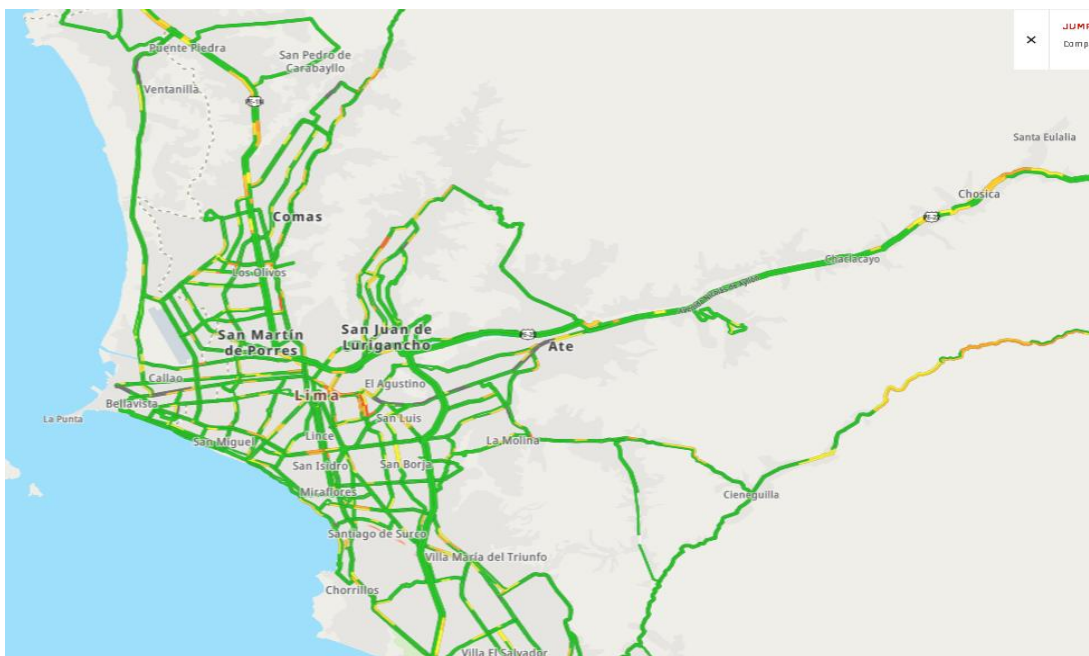 JUMP
Comp
Puente Piedra
San Pedro de
Carabayllo
Ventanilla
Santa Eulalia
Chosica
Comas
Chaclacayo
Los Olivos
San Martín
de Porres
San Juan de
Lurigancho
Ate
Callao
El Agustino
Lima
Bellavista
La Punta
San Luis
Lince
San Miguel
La Molina
San Isidro
San Borja
Miraflores
Cieneguilla
Santiago de Surco
Villa María del Triunfo
Chorrillos
Villa El Salvador